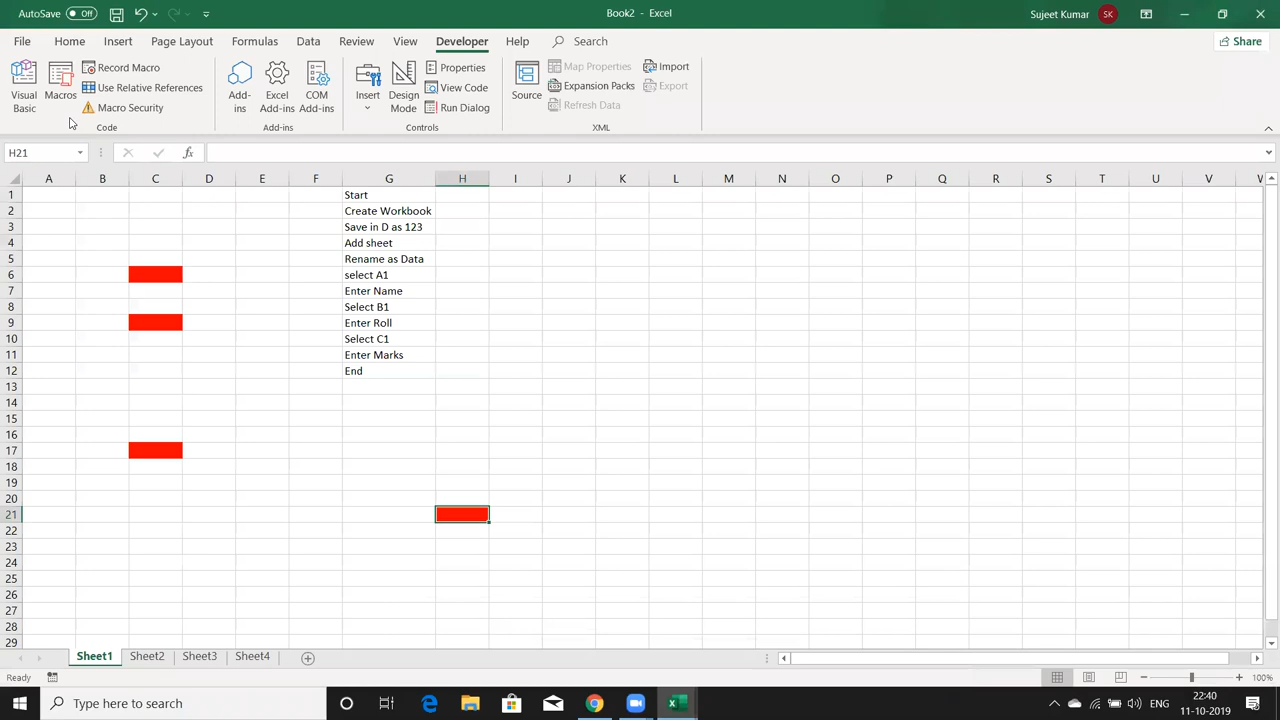 AutoSave Off Book2 - Excel Sujeet Kumar SK
File Home Insert Page Layout Formulas Data Review View Developer Help Search Share
Visual Basic
Macros
Record Macro
Use Relative References
Macro Security
Code
Add-ins
Excel Add-ins
COM Add-ins
Add-ins
Insert
Design Mode
Properties
View Code
Run Dialog
Controls
Source
Map Properties
Expansion Packs
Refresh Data
Import
Export
XML
H21 fx
A B C D E F G H I J K L M N O P Q R S T U V W
1 Start
2 Create Workbook
3 Save in D as 123
4 Add sheet
5 Rename as Data
6 select A1
7 Enter Name
8 Select B1
9 Enter Roll
10 Select C1
11 Enter Marks
12 End
13
14
15
16
17
18
19
20
21
22
23
24
25
26
27
28
29
Sheet1 Sheet2 Sheet3 Sheet4
Ready 100%
Type here to search ENG 22:40
11-10-2019